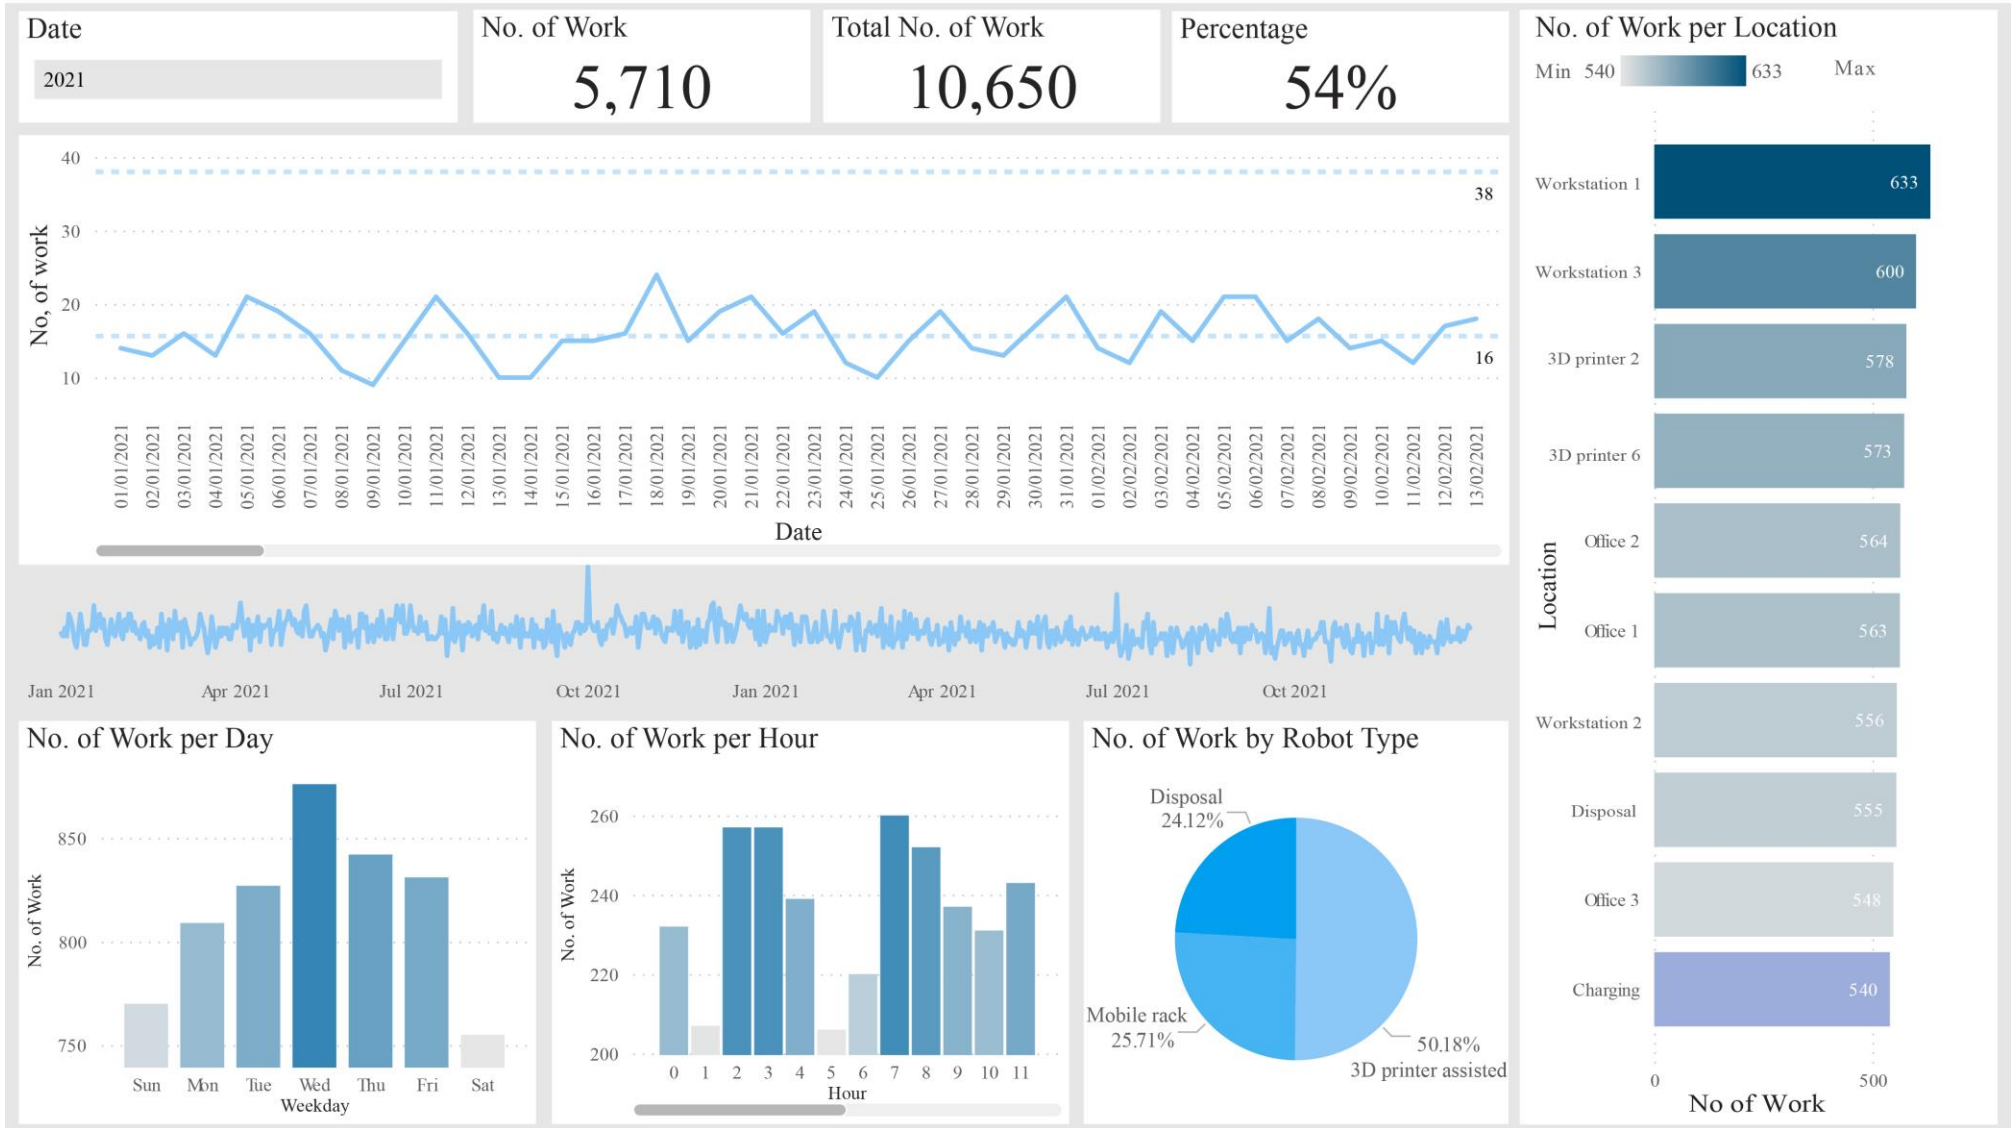 Date
2021
No. of Work
5,710
Total No. of Work
10,650
Percentage
54%
No, of work
40
30
20
10
38
16
01/01/2021
02/01/2021
03/01/2021
04/01/2021
05/01/2021
06/01/2021
07/01/2021
08/01/2021
09/01/2021
10/01/2021
11/01/2021
12/01/2021
13/01/2021
14/01/2021
15/01/2021
16/01/2021
17/01/2021
18/01/2021
19/01/2021
20/01/2021
21/01/2021
22/01/2021
23/01/2021
24/01/2021
25/01/2021
26/01/2021
27/01/2021
28/01/2021
29/01/2021
30/01/2021
31/01/2021
01/02/2021
02/02/2021
03/02/2021
04/02/2021
05/02/2021
06/02/2021
07/02/2021
08/02/2021
09/02/2021
10/02/2021
11/02/2021
12/02/2021
13/02/2021
Date
Jan 2021 Apr 2021 Jul 2021 Oct 2021 Jan 2021 Apr 2021 Jul 2021 Oct 2021
No. of Work per Day
No. of Work
850
800
750
Sun Mon Tue Wed Thu Fri Sat
Weekday
No. of Work per Hour
No. of Work
260
240
220
200
0 1 2 3 4 5 6 7 8 9 10 11
Hour
No. of Work by Robot Type
Disposal
24.12%
Mobile rack
25.71%
50.18%
3D printer assisted
No. of Work per Location
Min 540 633 Max
Location
Workstation 1 633
Workstation 3 600
3D printer 2 578
3D printer 6 573
Office 2 564
Office 1 563
Workstation 2 556
Disposal 555
Office 3 548
Charging 540
0 500
No of Work